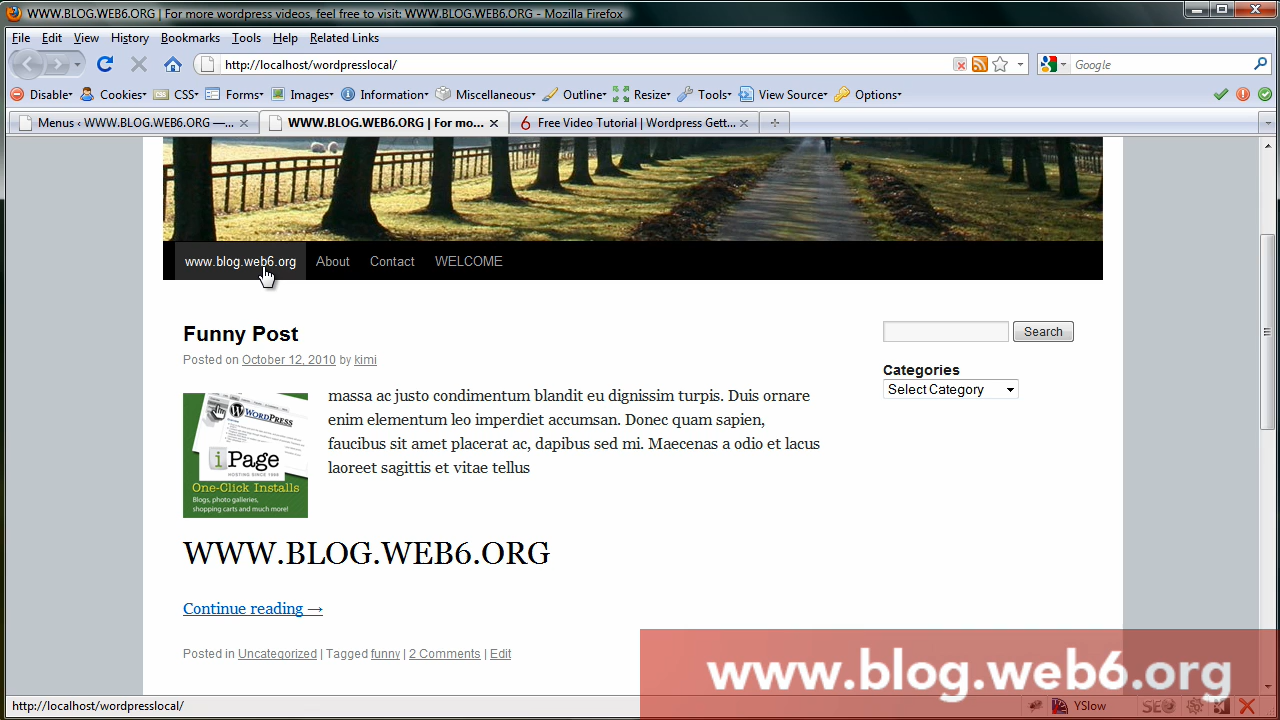 WWW.BLOG.WEB6.ORG | For more wordpress videos, feel free to visit: WWW.BLOG.WEB6.ORG - Mozilla Firefox
File Edit View History Bookmarks Tools Help Related Links
http://localhost/wordpresslocal/
Google
Disable Cookies CSS Forms Images Information Miscellaneous Outline Resize Tools View Source Options
Menus ‹ WWW.BLOG.WEB6.ORG —...
WWW.BLOG.WEB6.ORG | For mo...
6 Free Video Tutorial | Wordpress Gett...
www.blog.web6.org About Contact WELCOME
Funny Post
Search
Posted on October 12, 2010 by kimi
Categories
Select Category
massa ac justo condimentum blandit eu dignissim turpis. Duis ornare
enim elementum leo imperdiet accumsan. Donec quam sapien,
faucibus sit amet placerat ac, dapibus sed mi. Maecenas a odio et lacus
laoreet sagittis et vitae tellus
WORDPRESS
iPage
HOSTING SINCE 1998
One-Click Installs
Blogs, photo galleries,
shopping carts and much more!
WWW.BLOG.WEB6.ORG
Continue reading →
Posted in Uncategorized | Tagged funny | 2 Comments | Edit
www.blog.web6.org
http://localhost/wordpresslocal/
YSlow
SEO